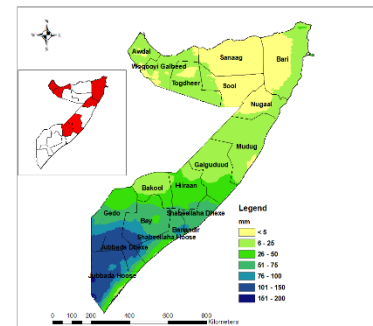 N
Awdal
Woqooyi Galbeed
Sanaag
Bari
Togdheer
Sool
Nugaal
Mudug
Galguduud
Bakool
Hiiraan
Gedo
Bay
Shabeellaha Dhexe
Banaadir
Shabeellaha Hoose
Jubbada Dhexe
Jubbada Hoose
Legend
mm
< 5
6 - 25
26 - 50
51 - 75
76 - 100
101 - 150
151 - 200
0 100 200 400 600 800
Kilometers